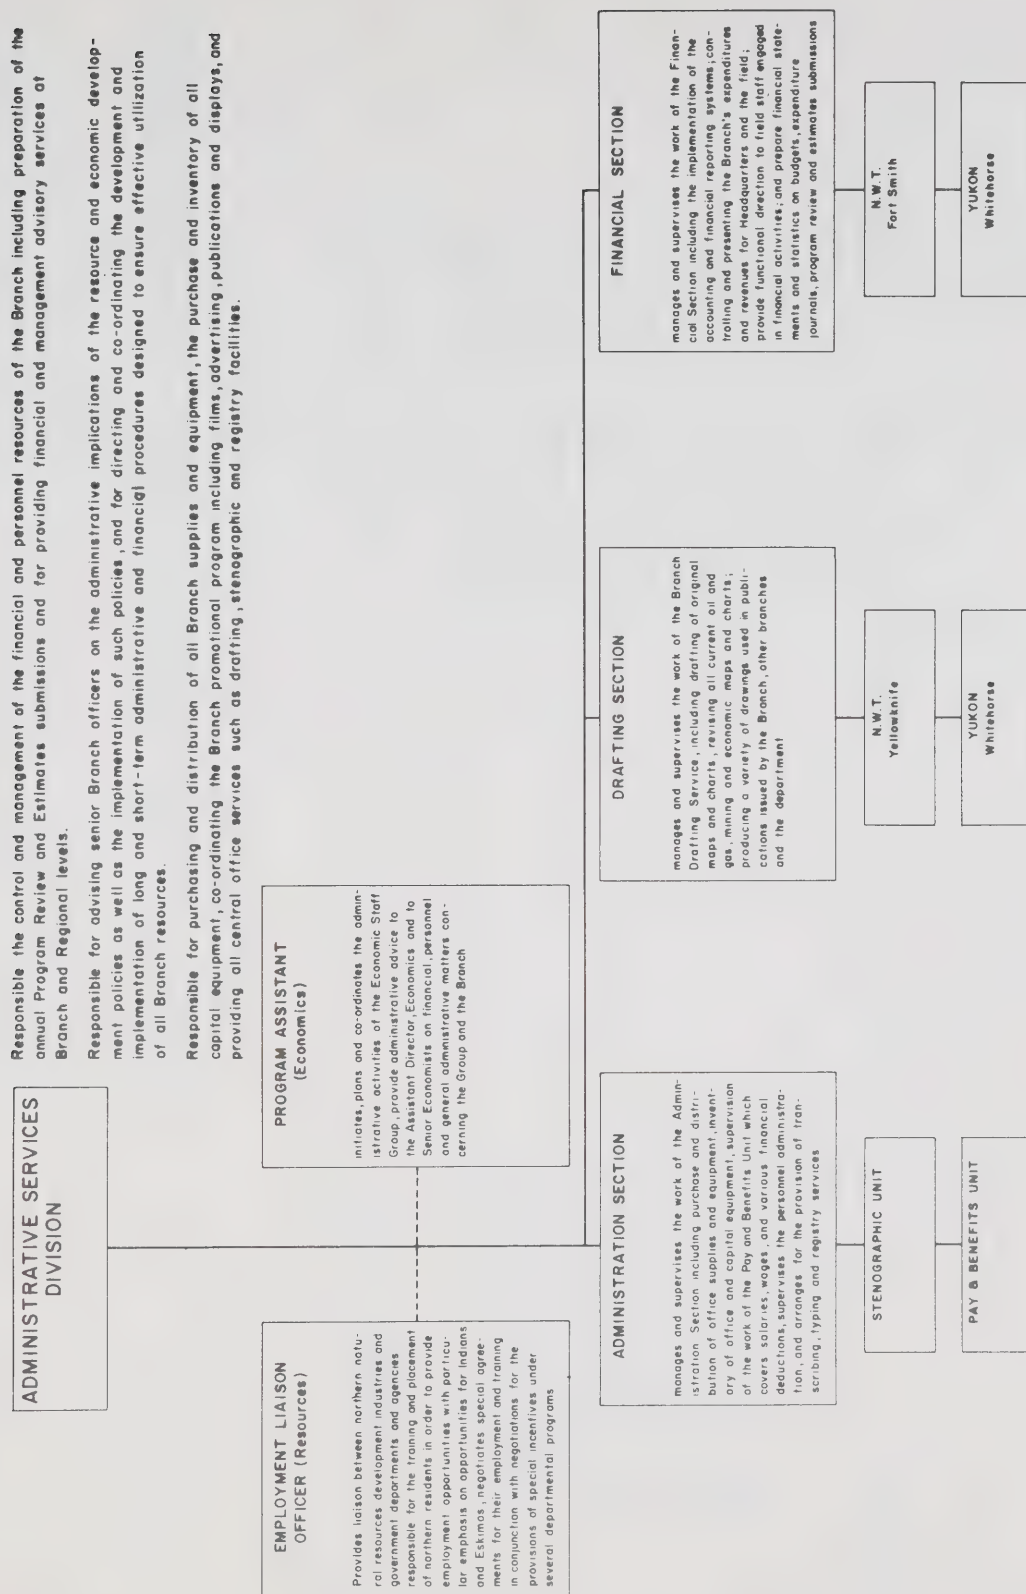 ADMINISTRATIVE SERVICES
DIVISION
Responsible the control and management of the financial and personnel resources of the Branch including preparation of the
annual Program Review and Estimates submissions and for providing financial and management advisory services at
Branch and Regional levels.
Responsible for advising senior Branch officers on the administrative implications of the resource and economic develop-
ment policies as well as the implementation of such policies, and for directing and co-ordinating the development and
implementation of long and short-term administrative and financial procedures designed to ensure effective utilization
of all Branch resources.
Responsible for purchasing and distribution of all Branch supplies and equipment, the purchase and inventory of all
capital equipment, co-ordinating the Branch promotional program including films, advertising, publications and displays, and
providing all central office services such as drafting, stenographic and registry facilities.
EMPLOYMENT LIAISON
OFFICER (Resources)
Provides liaison between northern natu-
ral resources development industries and
government departments and agencies
responsible for the training and placement
of northern residents in order to provide
employment opportunities with particu-
lar emphasis on opportunities for Indians
and Eskimos, negotiates special agree-
ments for their employment and training
in conjunction with negotiations for the
provisions of special incentives under
several departmental programs
PROGRAM ASSISTANT
(Economics)
initiates, plans and co-ordinates the admin-
istrative activities of the Economic Staff
Group, provide administrative advice to
the Assistant Director, Economics and to
Senior Economists on financial, personnel
and general administrative matters con-
cerning the Group and the Branch
ADMINISTRATION SECTION
manages and supervises the work of the Admin-
istration Section including purchase and distri-
bution of office supplies and equipment, invent-
ory of office and capital equipment, supervision
of the work of the Pay and Benefits Unit which
covers salaries, wages, and various financial
deductions, supervises the personnel administra-
tion, and arranges for the provision of tran-
scribing, typing and registry services
STENOGRAPHIC UNIT
PAY & BENEFITS UNIT
DRAFTING SECTION
manages and supervises the work of the Branch
Drafting Service, including drafting of original
maps and charts, revising all current oil and
gas, mining and economic maps and charts;
producing a variety of drawings used in publi-
cations issued by the Branch, other branches
and the department
N.W.T.
Yellowknife
YUKON
Whitehorse
FINANCIAL SECTION
manages and supervises the work of the Finan-
cial Section including the implementation of the
accounting and financial reporting systems; con-
trolling and presenting the Branch's expenditures
and revenues for Headquarters and the field;
provide functional direction to field staff engaged
in financial activities; and prepare financial state-
ments and statistics on budgets, expenditure
journals, program review and estimates submissions
N.W.T.
Fort Smith
YUKON
Whitehorse